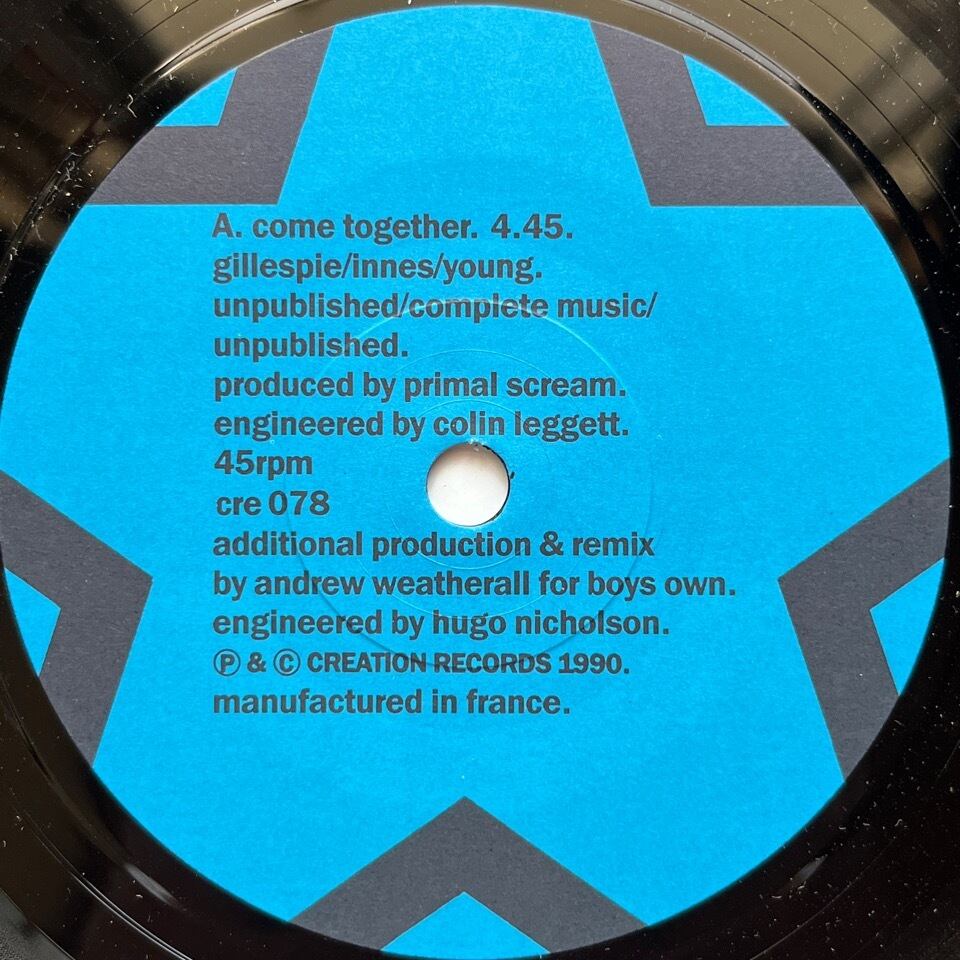 A. come together. 4.45.
gillespie/innes/young.
unpublished/complete music/
unpublished.
produced by primal scream.
engineered by colin leggett.
45rpm
cre 078
additional production & remix
by andrew weatherall for boys own.
engineered by hugo nicholson.
Ⓟ & © CREATION RECORDS 1990.
manufactured in france.